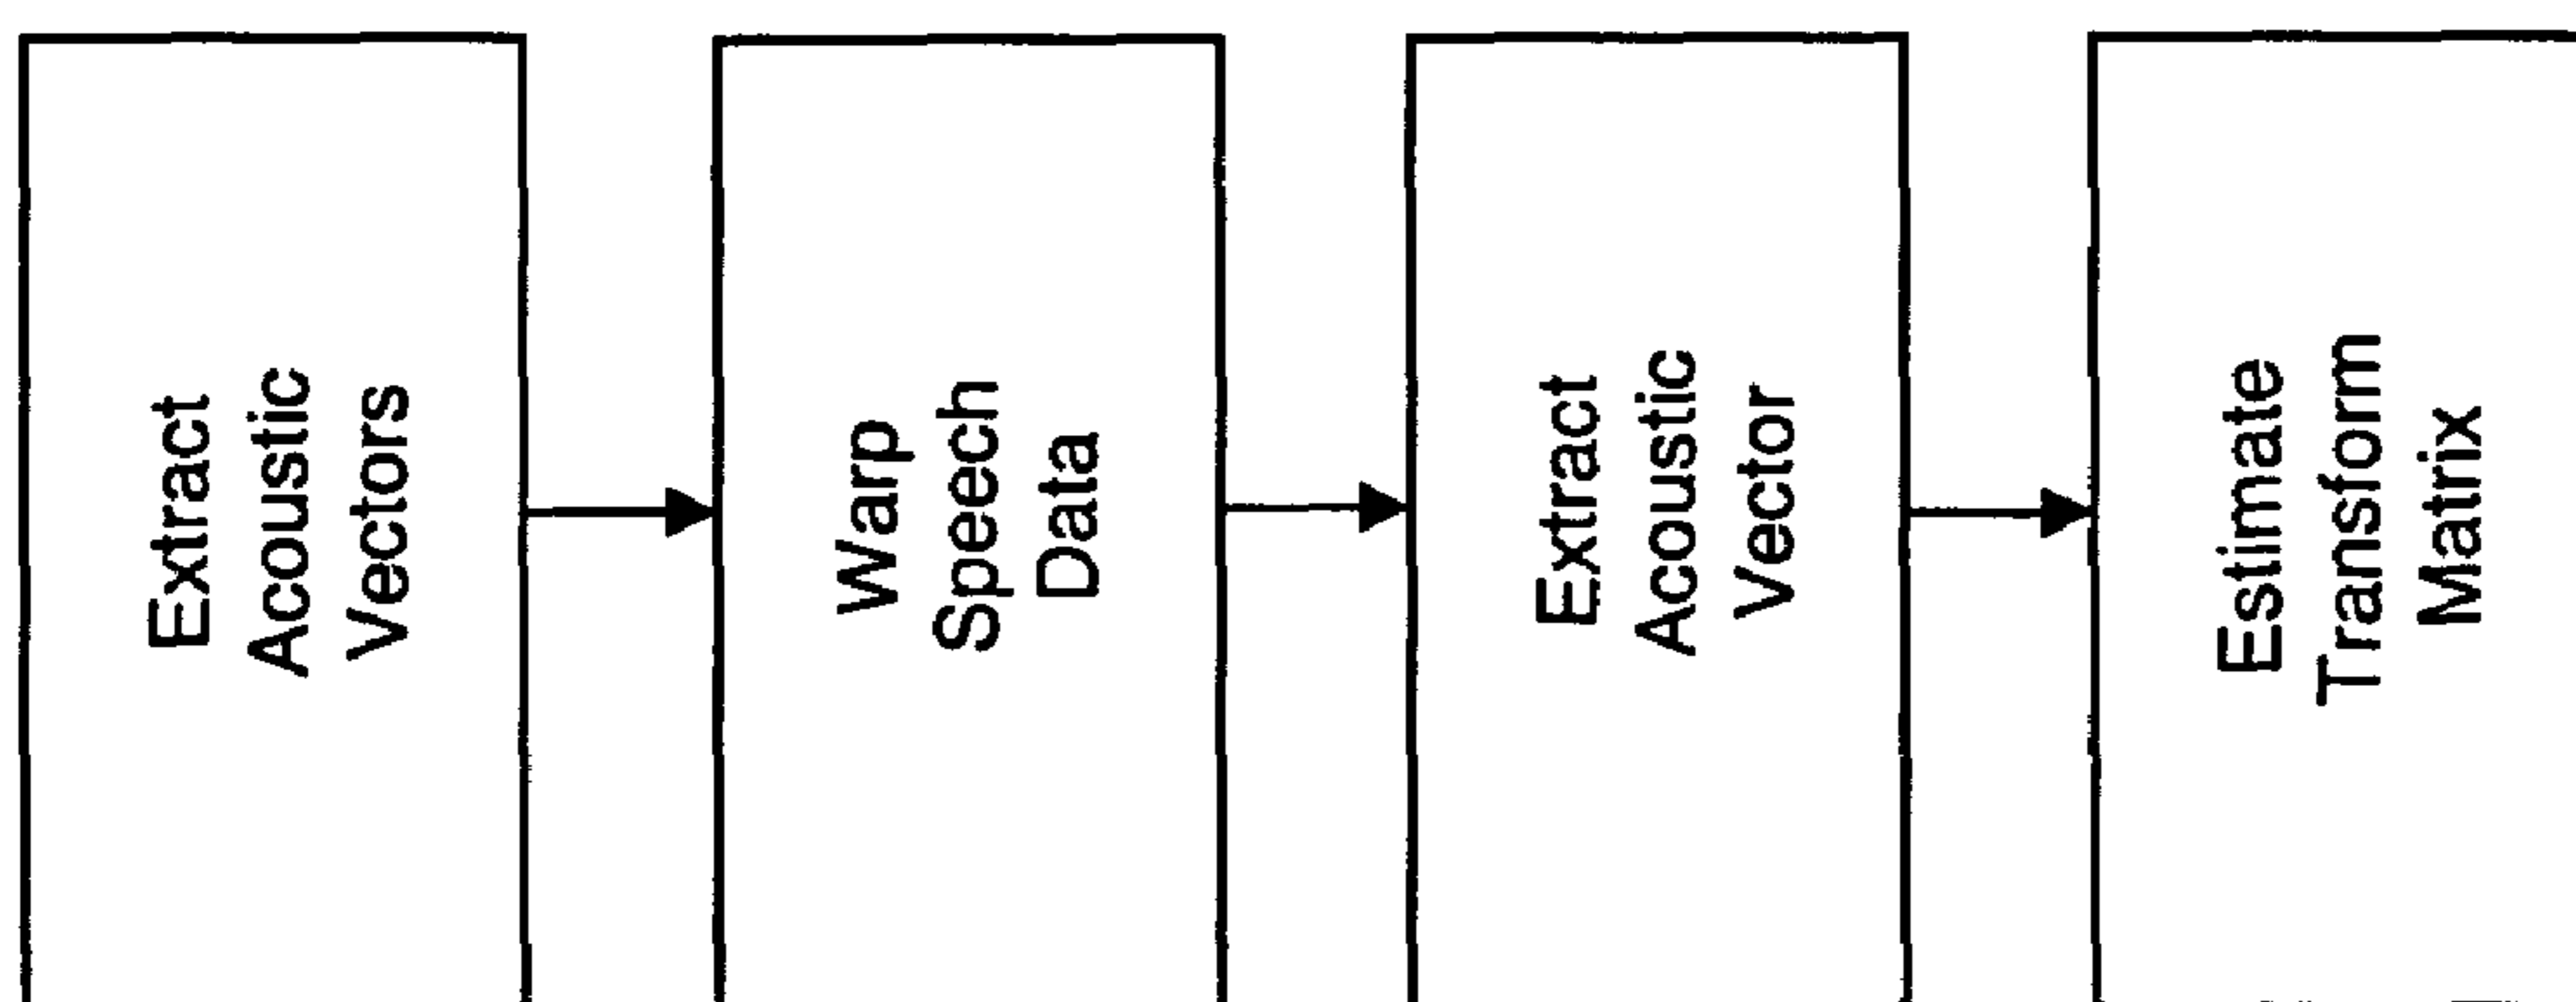 Extract
Acoustic
Vectors
Warp
Speech
Data
Extract
Acoustic
Vector
Estimate
Transform
Matrix